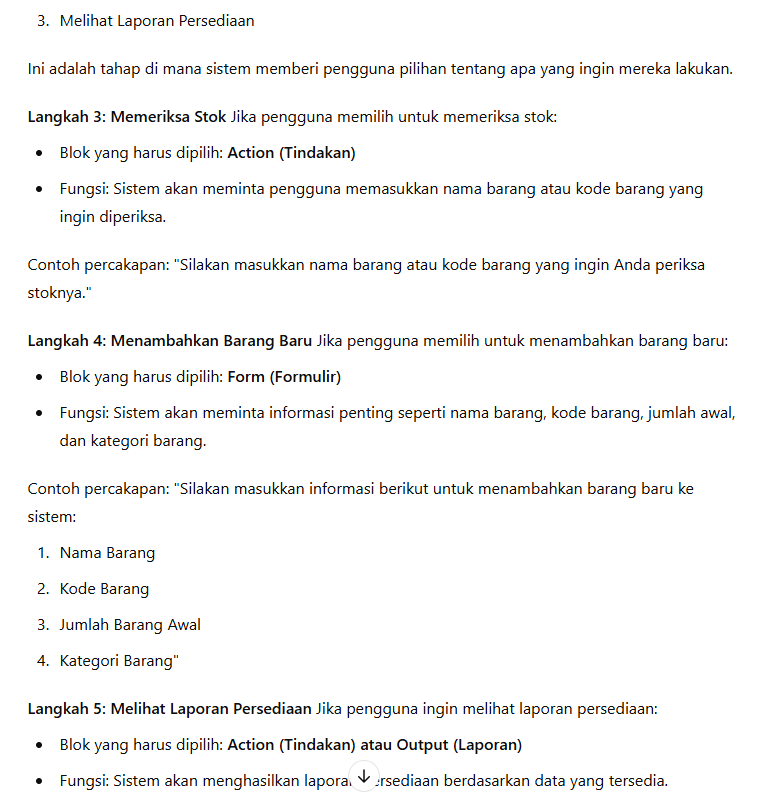 3. Melihat Laporan Persediaan
Ini adalah tahap di mana sistem memberi pengguna pilihan tentang apa yang ingin mereka lakukan.
Langkah 3: Memeriksa Stok Jika pengguna memilih untuk memeriksa stok:
• Blok yang harus dipilih: Action (Tindakan)
• Fungsi: Sistem akan meminta pengguna memasukkan nama barang atau kode barang yang
ingin diperiksa.
Contoh percakapan: "Silakan masukkan nama barang atau kode barang yang ingin Anda periksa
stoknya."
Langkah 4: Menambahkan Barang Baru Jika pengguna memilih untuk menambahkan barang baru:
• Blok yang harus dipilih: Form (Formulir)
• Fungsi: Sistem akan meminta informasi penting seperti nama barang, kode barang, jumlah awal,
dan kategori barang.
Contoh percakapan: "Silakan masukkan informasi berikut untuk menambahkan barang baru ke
sistem:
1. Nama Barang
2. Kode Barang
3. Jumlah Barang Awal
4. Kategori Barang"
Langkah 5: Melihat Laporan Persediaan Jika pengguna ingin melihat laporan persediaan:
• Blok yang harus dipilih: Action (Tindakan) atau Output (Laporan)
• Fungsi: Sistem akan menghasilkan berdasarkan data yang tersedia.